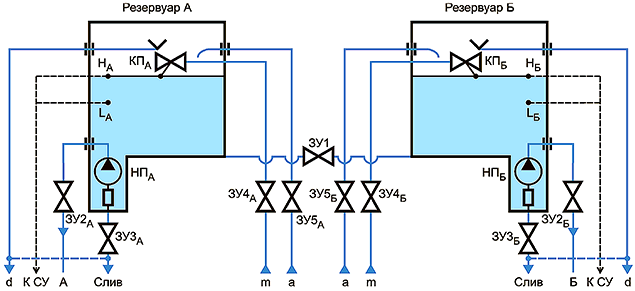 Резервуар А
Резервуар Б
КПА
КПБ
НА
НБ
LА
LБ
НПА
НПБ
ЗУ1
ЗУ2А
ЗУ3А
ЗУ4А
ЗУ5А
ЗУ5Б
ЗУ4Б
ЗУ3Б
ЗУ2Б
d
К СУ
А
Слив
m
a
a
m
Слив
Б
К СУ
d